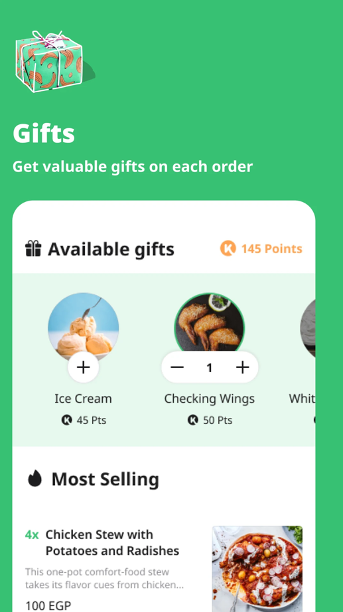 Gifts
Get valuable gifts on each order
Available gifts
K 145 Points
1
Ice Cream
Checking Wings
Whit
K 45 Pts
K 50 Pts
Most Selling
4x Chicken Stew with
Potatoes and Radishes
This one-pot comfort-food stew
takes its flavor cues from chicken...
100 EGP